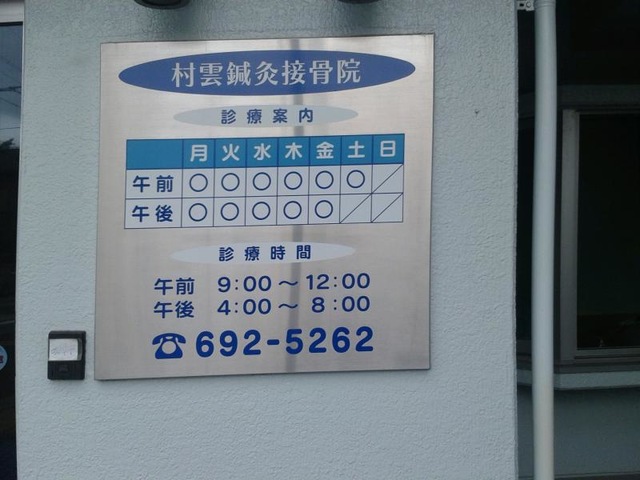 村雲鍼灸接骨院
診療案内
月 火 水 木 金 土 日
午前 ○ ○ ○ ○ ○ ○ ／
午後 ○ ○ ○ ○ ○ ／ ／
診療時間
午前 9:00～12:00
午後 4:00～8:00
☎692-5262